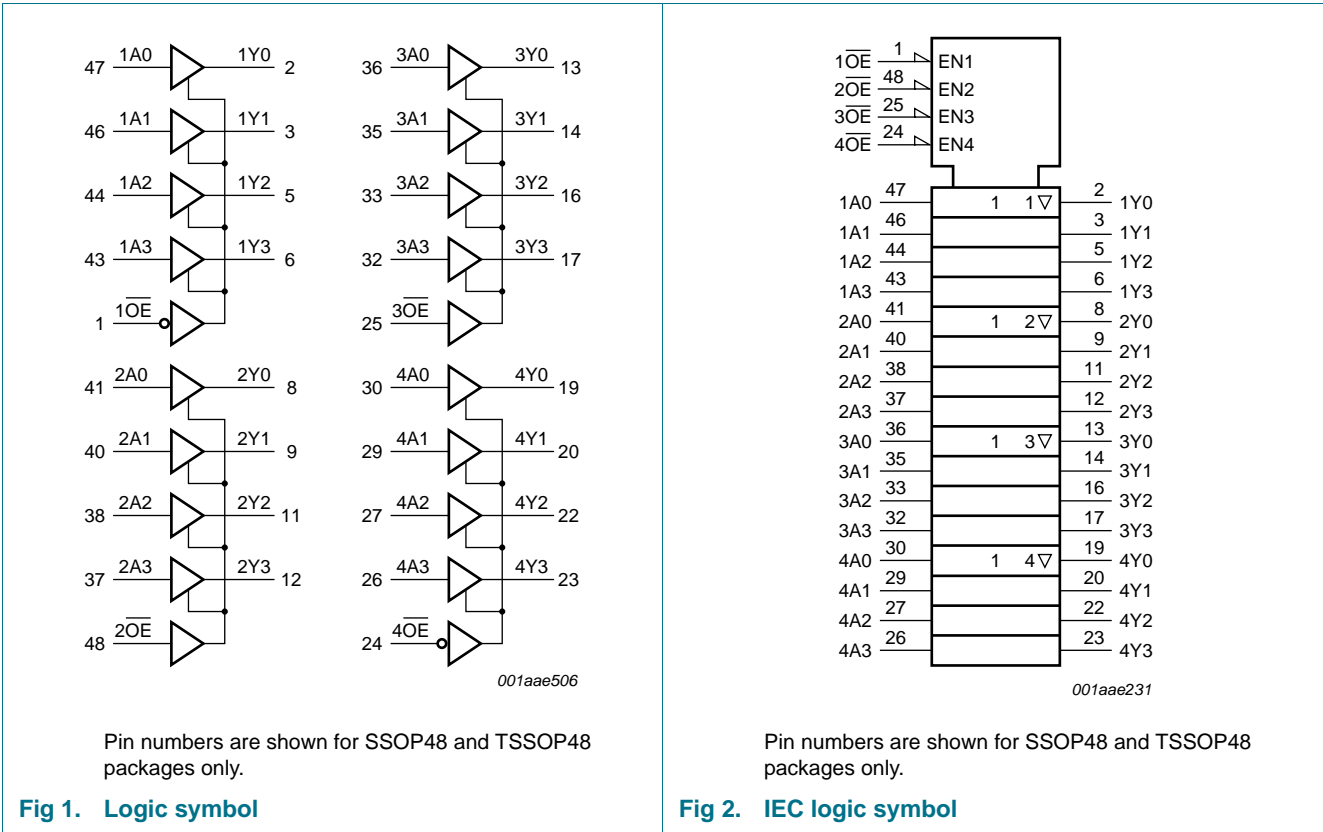 1A0 1Y0
47 2
1A1 1Y1
46 3
1A2 1Y2
44 5
1A3 1Y3
43 6
1O̅E̅
1
2A0 2Y0
41 8
2A1 2Y1
40 9
2A2 2Y2
38 11
2A3 2Y3
37 12
2O̅E̅
48
3A0 3Y0
36 13
3A1 3Y1
35 14
3A2 3Y2
33 16
3A3 3Y3
32 17
3O̅E̅
25
4A0 4Y0
30 19
4A1 4Y1
29 20
4A2 4Y2
27 22
4A3 4Y3
26 23
4O̅E̅
24
001aae506
Pin numbers are shown for SSOP48 and TSSOP48
packages only.
Fig 1. Logic symbol
1O̅E̅ 1 EN1
2O̅E̅ 48 EN2
3O̅E̅ 25 EN3
4O̅E̅ 24 EN4
1A0 47 1 1▽ 2 1Y0
1A1 46 3 1Y1
1A2 44 5 1Y2
1A3 43 6 1Y3
2A0 41 1 2▽ 8 2Y0
2A1 40 9 2Y1
2A2 38 11 2Y2
2A3 37 12 2Y3
3A0 36 1 3▽ 13 3Y0
3A1 35 14 3Y1
3A2 33 16 3Y2
3A3 32 17 3Y3
4A0 30 1 4▽ 19 4Y0
4A1 29 20 4Y1
4A2 27 22 4Y2
4A3 26 23 4Y3
001aae231
Pin numbers are shown for SSOP48 and TSSOP48
packages only.
Fig 2. IEC logic symbol